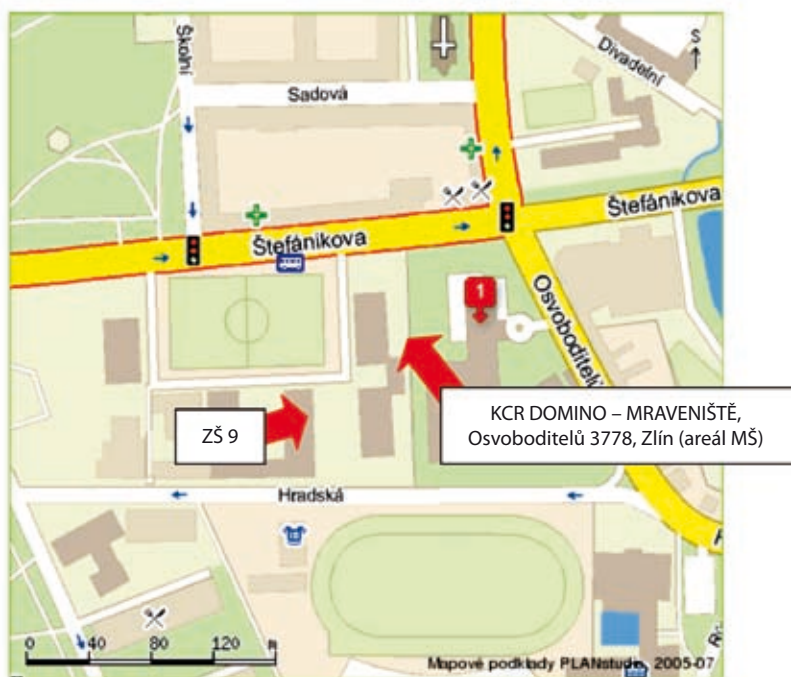 Školní
Sadová
S
Divadelní
Štefánikova
Štefánikova
1
Osvoboditelů
ZŠ 9
KCR DOMINO – MRAVENIŠTĚ,
Osvoboditelů 3778, Zlín (areál MŠ)
Hradská
0 40 80 120 m
Mapové podklady PLANstudio, 2005-07